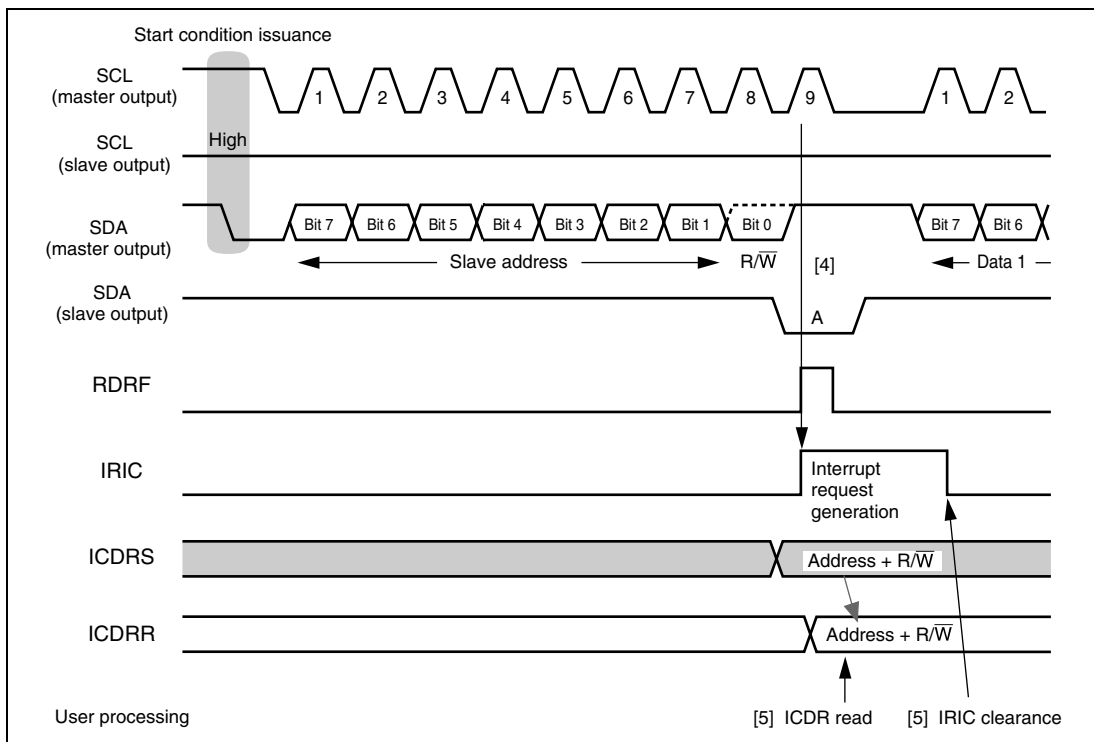 Start condition issuance
SCL
(master output)
1 2 3 4 5 6 7 8 9 1 2
SCL
(slave output)
High
SDA
(master output)
Bit 7 Bit 6 Bit 5 Bit 4 Bit 3 Bit 2 Bit 1 Bit 0 Bit 7 Bit 6
Slave address R/W̅ [4] Data 1
SDA
(slave output)
A
RDRF
IRIC
Interrupt
request
generation
ICDRS
Address + R/W̅
ICDRR
Address + R/W̅
User processing
[5] ICDR read
[5] IRIC clearance